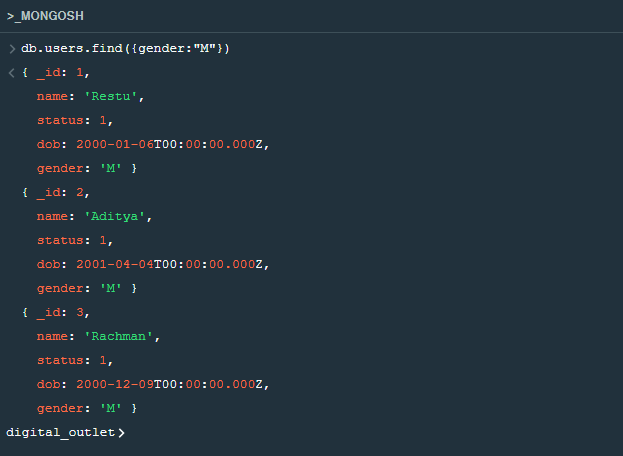 >_MONGOSH
> db.users.find({gender:"M"})
< { _id: 1,
name: 'Restu',
status: 1,
dob: 2000-01-06T00:00:00.000Z,
gender: 'M' }
{ _id: 2,
name: 'Aditya',
status: 1,
dob: 2001-04-04T00:00:00.000Z,
gender: 'M' }
{ _id: 3,
name: 'Rachman',
status: 1,
dob: 2000-12-09T00:00:00.000Z,
gender: 'M' }
digital_outlet>